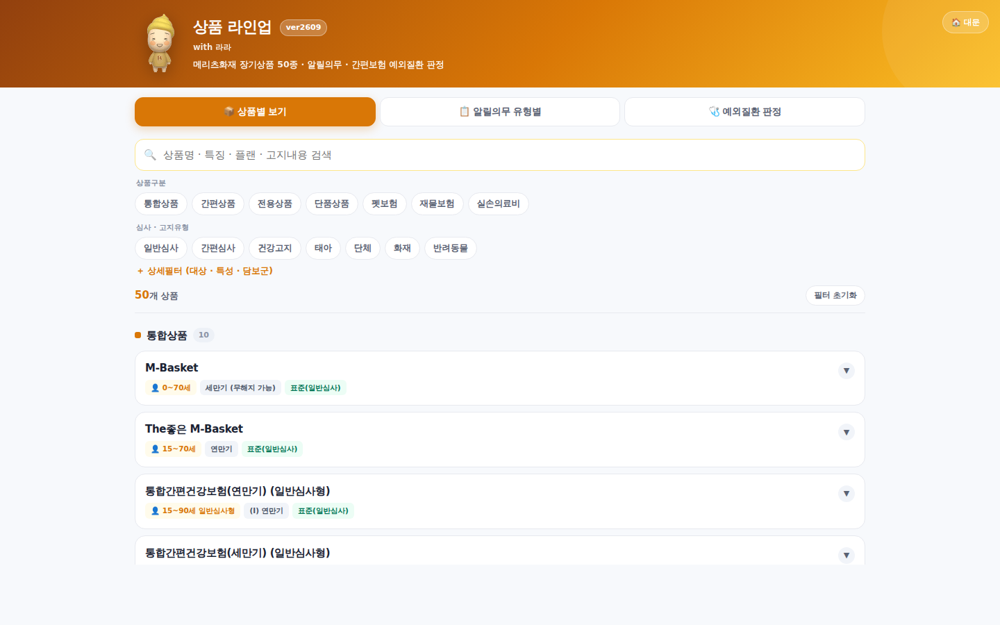 상품 라인업 ver2609
with 라라
메리츠화재 장기상품 50종 · 알릴의무 · 간편보험 예외질환 판정
대문
상품별 보기
알릴의무 유형별
예외질환 판정
상품명 · 특징 · 플랜 · 고지내용 검색
상품구분
통합상품 간편상품 전용상품 단품상품 펫보험 재물보험 실손의료비
심사 · 고지유형
일반심사 간편심사 건강고지 태아 단체 화재 반려동물
+ 상세필터 (대상 · 특성 · 담보군)
50개 상품
필터 초기화
통합상품 10
M-Basket
0~70세 세만기 (무해지 가능) 표준(일반심사)
The좋은 M-Basket
15~70세 연만기 표준(일반심사)
통합간편건강보험(연만기) (일반심사형)
15~90세 일반심사형 (I) 연만기 표준(일반심사)
통합간편건강보험(세만기) (일반심사형)